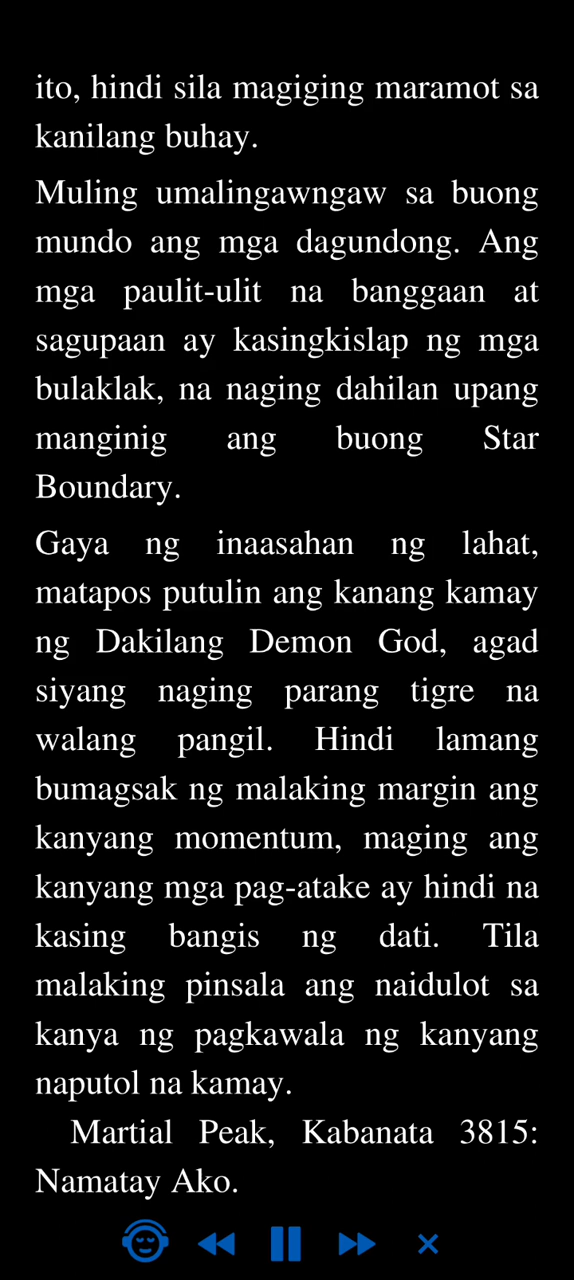 ito, hindi sila magiging maramot sa
kanilang buhay.
Muling umalingawngaw sa buong
mundo ang mga dagundong. Ang
mga paulit-ulit na banggaan at
sagupaan ay kasingkislap ng mga
bulaklak, na naging dahilan upang
manginig ang buong Star
Boundary.
Gaya ng inaasahan ng lahat,
matapos putulin ang kanang kamay
ng Dakilang Demon God, agad
siyang naging parang tigre na
walang pangil. Hindi lamang
bumagsak ng malaking margin ang
kanyang momentum, maging ang
kanyang mga pag-atake ay hindi na
kasing bangis ng dati. Tila
malaking pinsala ang naidulot sa
kanya ng pagkawala ng kanyang
naputol na kamay.
Martial Peak, Kabanata 3815:
Namatay Ako.